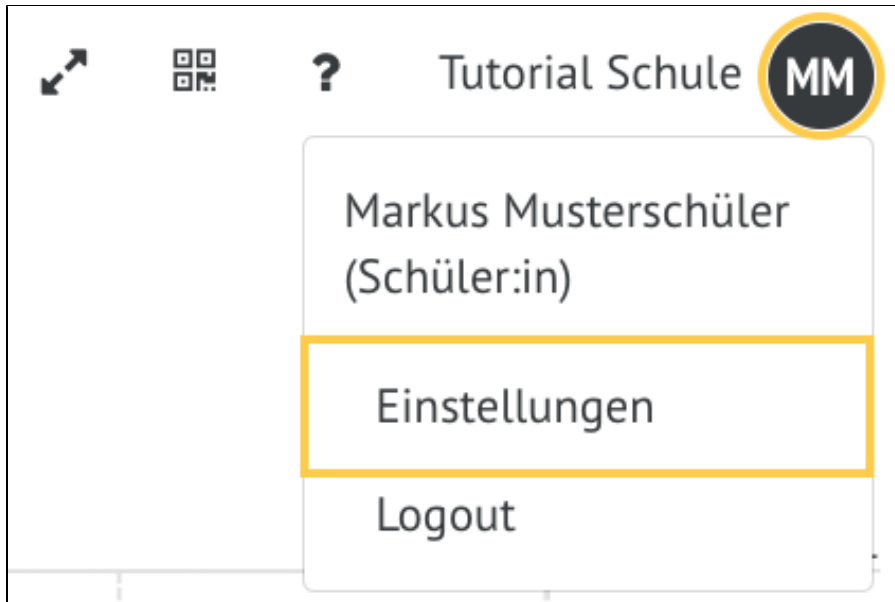 ? Tutorial Schule MM
Markus Musterschüler
(Schüler:in)
Einstellungen
Logout